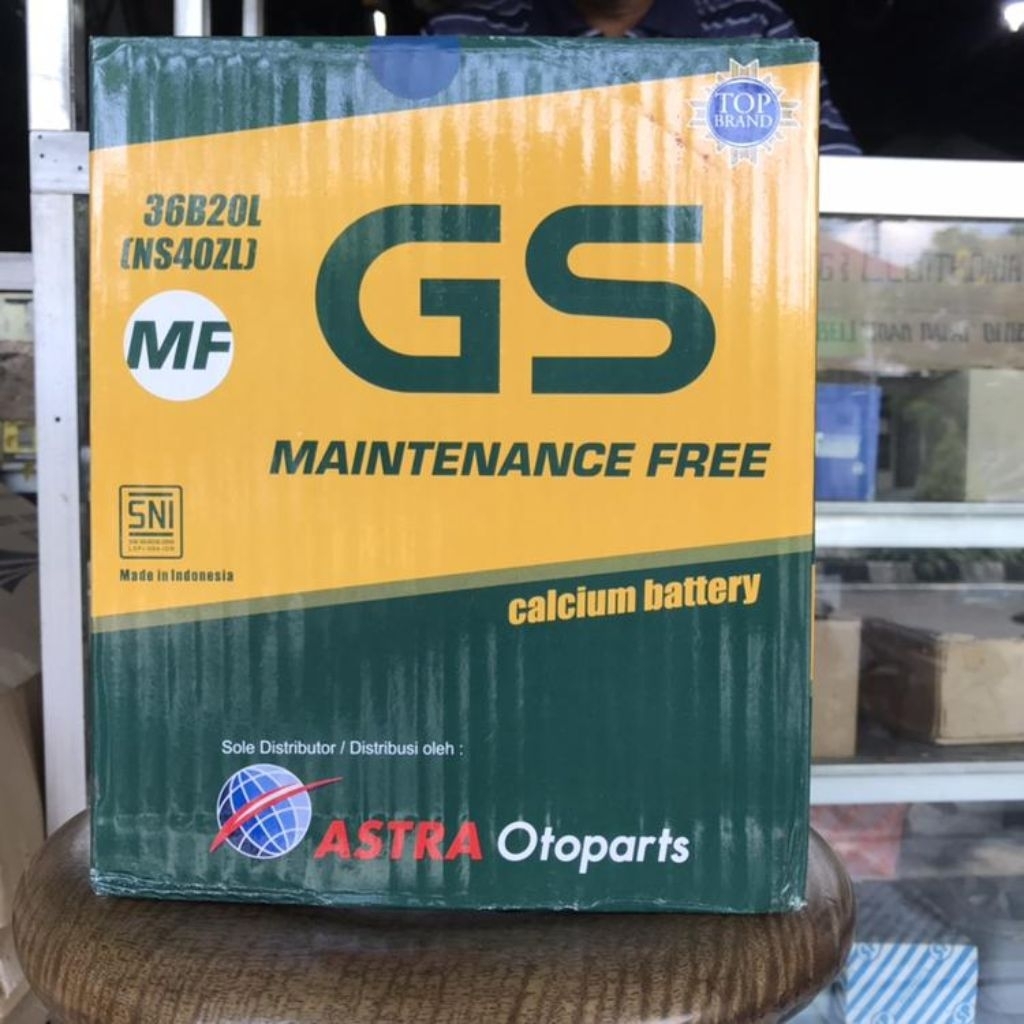 TOP
BRAND
36B20L
(NS40ZL)
GS
MF
MAINTENANCE FREE
SNI
Made in Indonesia
calcium battery
Sole Distributor / Distribusi oleh :
ASTRA Otoparts